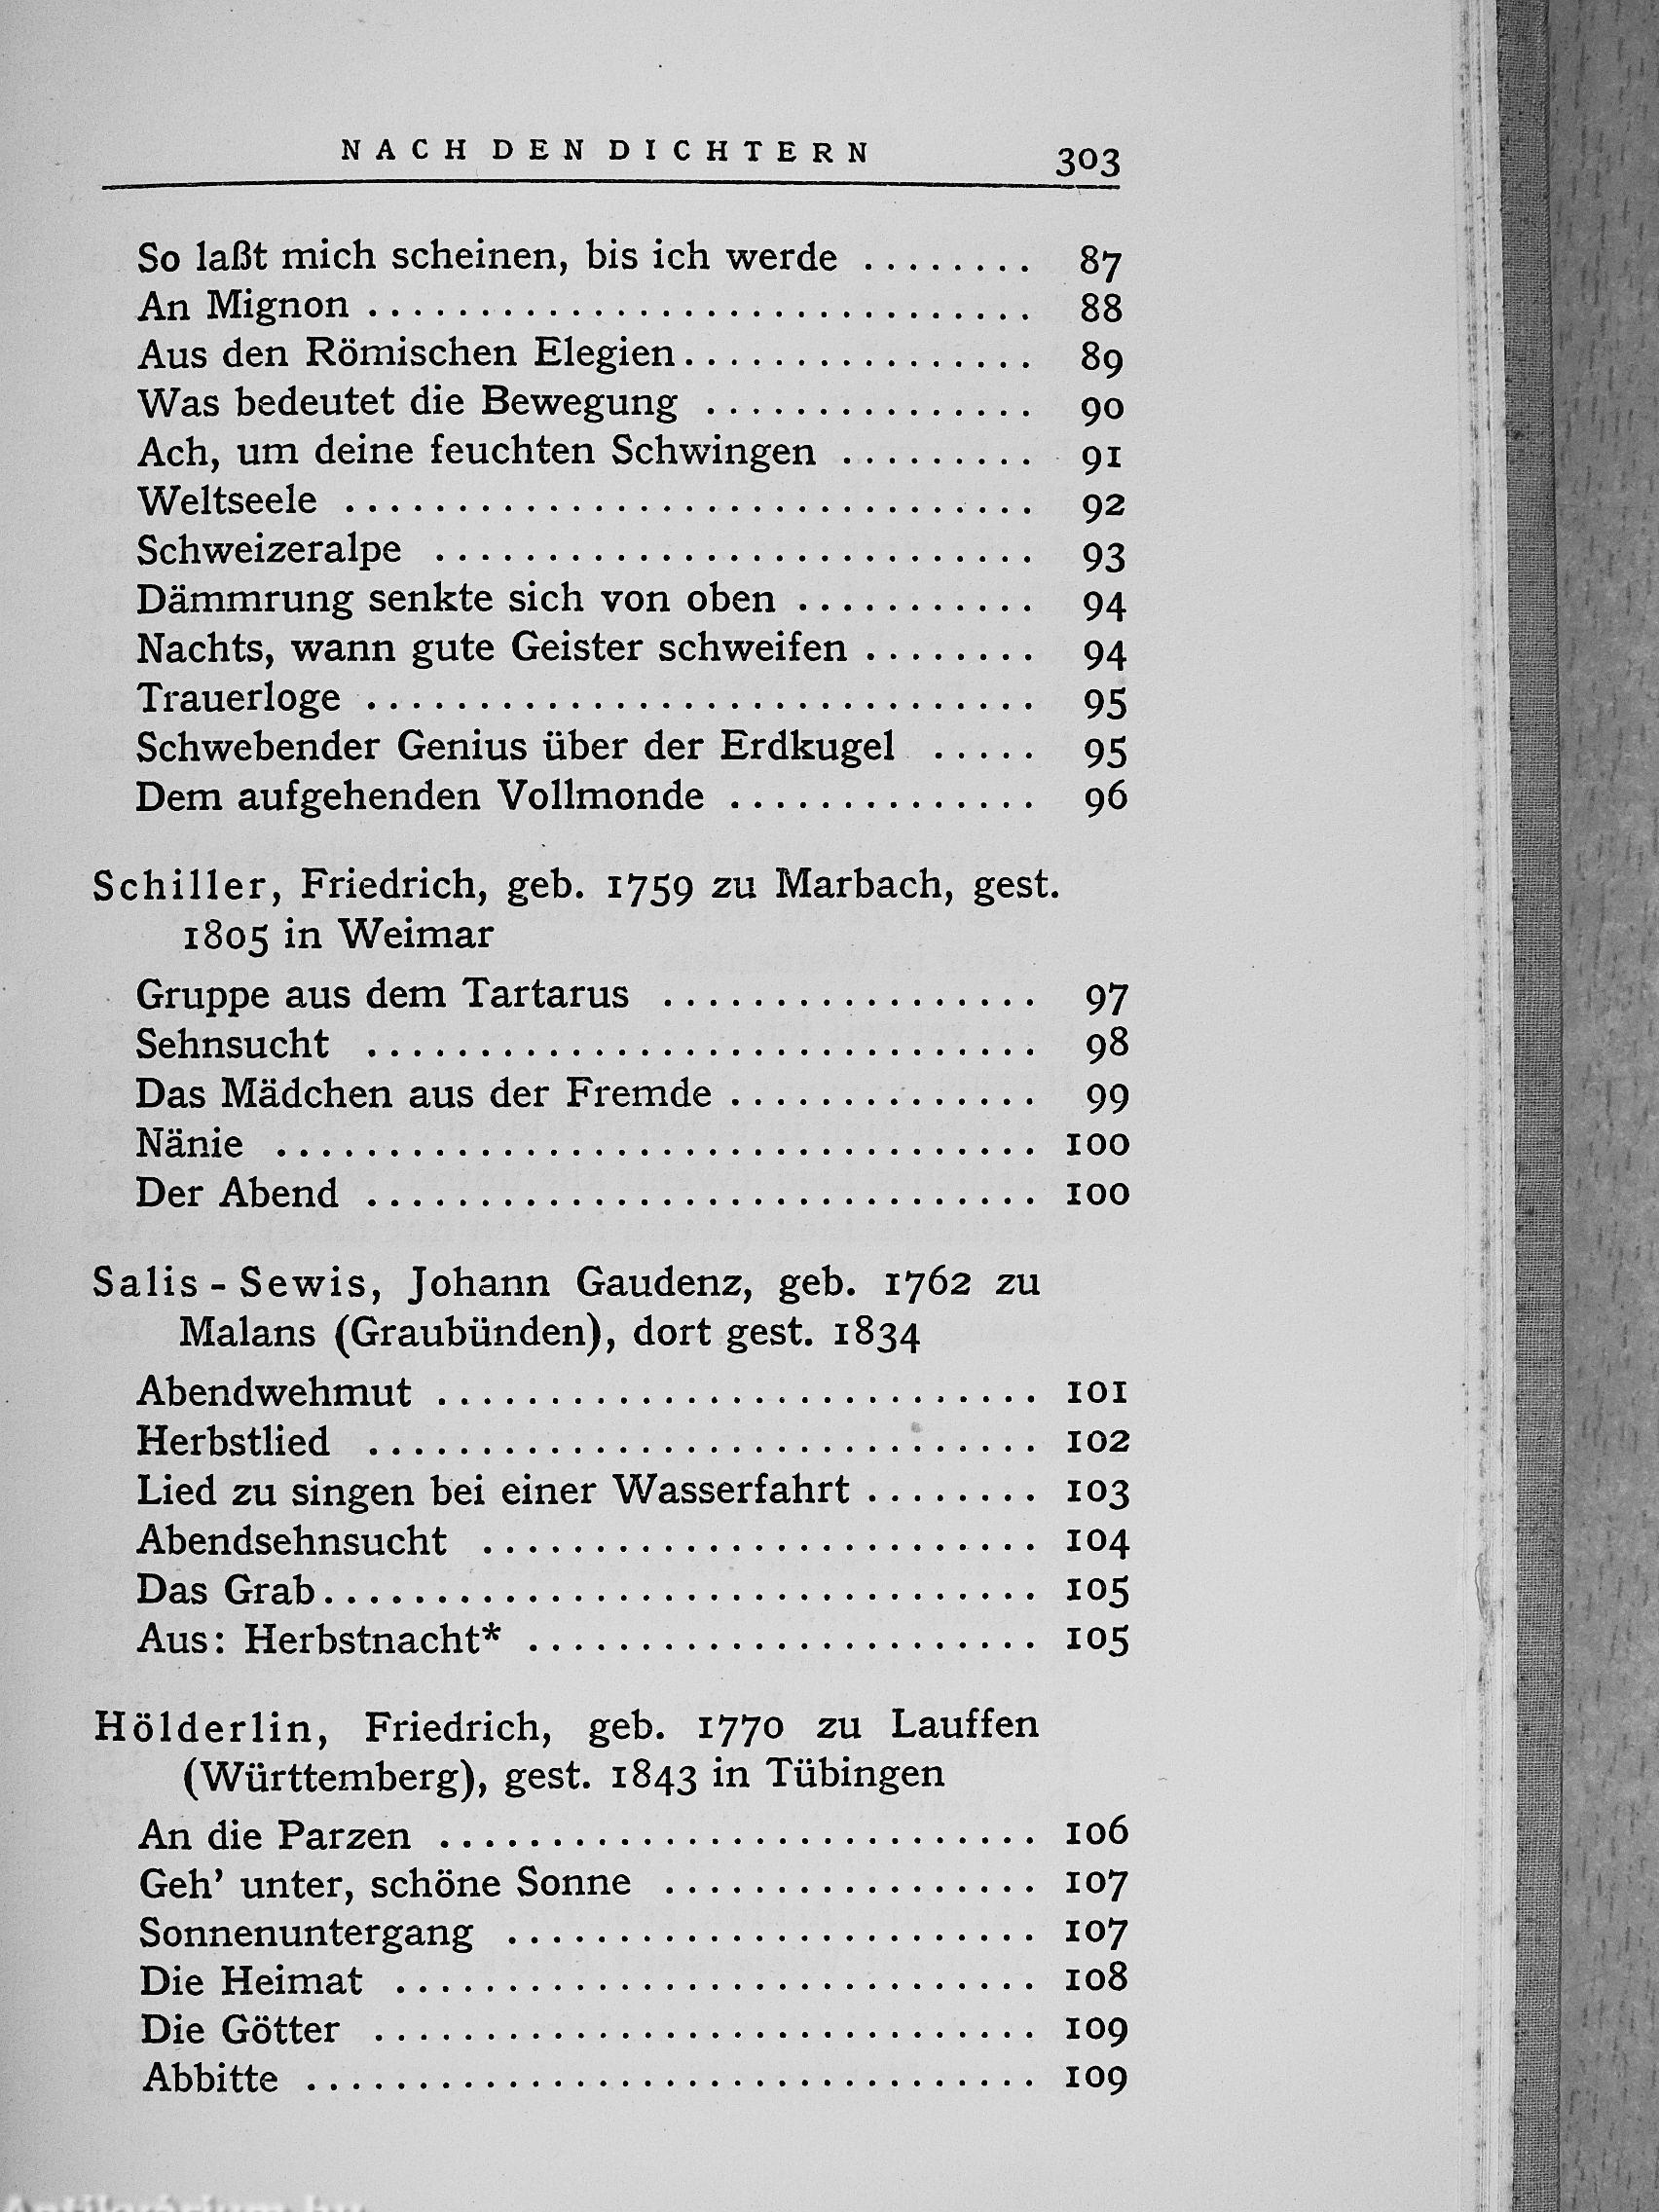 NACH DEN DICHTERN 303
So laßt mich scheinen, bis ich werde ........ 87
An Mignon .............................. 88
Aus den Römischen Elegien................ 89
Was bedeutet die Bewegung ............... 90
Ach, um deine feuchten Schwingen ......... 91
Weltseele ............................... 92
Schweizeralpe ........................... 93
Dämmrung senkte sich von oben ........... 94
Nachts, wann gute Geister schweifen ........ 94
Trauerloge .............................. 95
Schwebender Genius über der Erdkugel ..... 95
Dem aufgehenden Vollmonde .............. 96
Schiller, Friedrich, geb. 1759 zu Marbach, gest.
1805 in Weimar
Gruppe aus dem Tartarus ................. 97
Sehnsucht .............................. 98
Das Mädchen aus der Fremde .............. 99
Nänie .................................. 100
Der Abend .............................. 100
Salis-Sewis, Johann Gaudenz, geb. 1762 zu
Malans (Graubünden), dort gest. 1834
Abendwehmut ........................... 101
Herbstlied .............................. 102
Lied zu singen bei einer Wasserfahrt ........ 103
Abendsehnsucht ......................... 104
Das Grab................................ 105
Aus: Herbstnacht* ....................... 105
Hölderlin, Friedrich, geb. 1770 zu Lauffen
(Württemberg), gest. 1843 in Tübingen
An die Parzen ........................... 106
Geh' unter, schöne Sonne ................. 107
Sonnenuntergang ........................ 107
Die Heimat ............................. 108
Die Götter .............................. 109
Abbitte ................................. 109